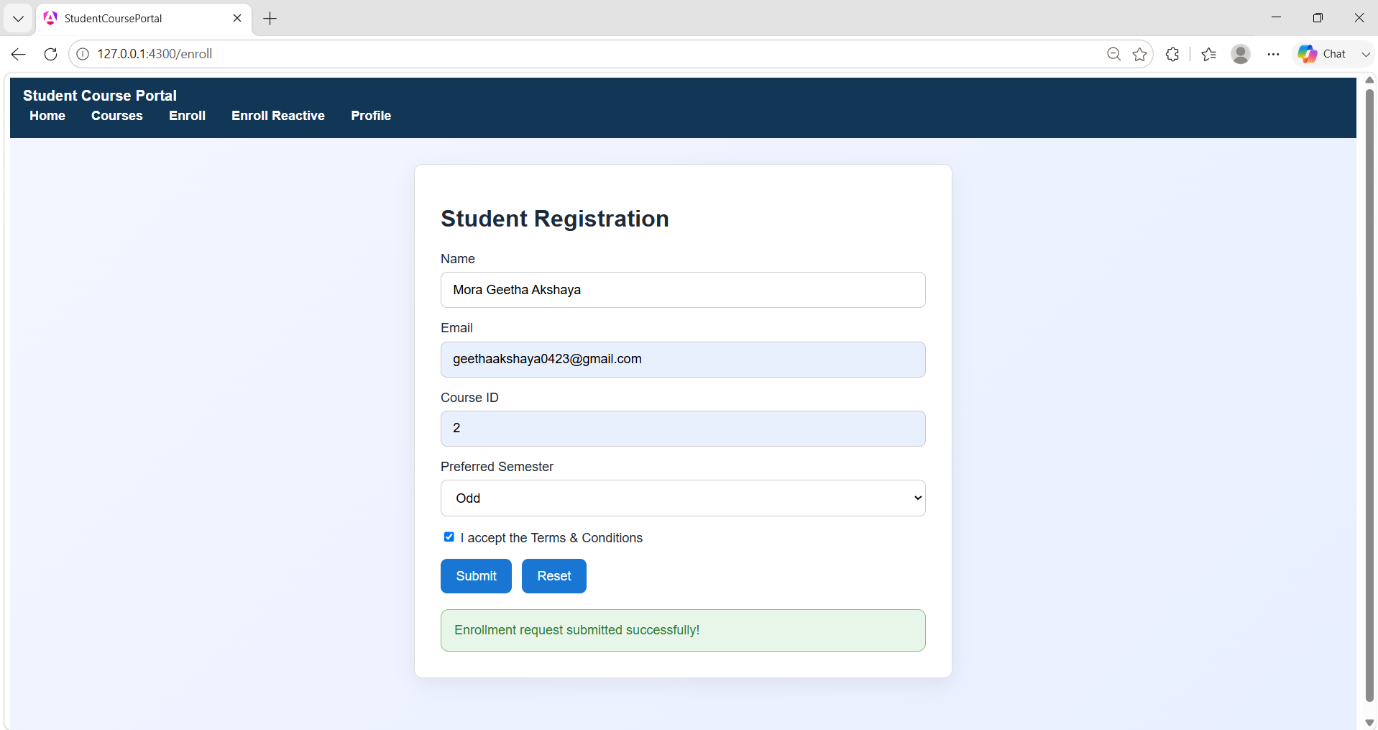 StudentCoursePortal
127.0.0.1:4300/enroll
Chat
Student Course Portal
Home Courses Enroll Enroll Reactive Profile
Student Registration
Name
Mora Geetha Akshaya
Email
geethaakshaya0423@gmail.com
Course ID
2
Preferred Semester
Odd
I accept the Terms & Conditions
Submit Reset
Enrollment request submitted successfully!